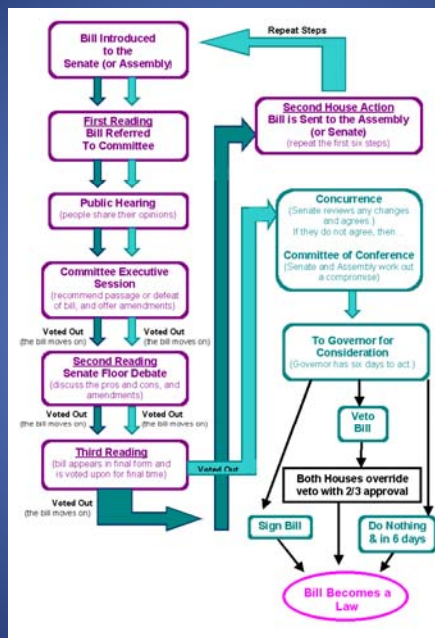 Bill Introduced
to the
Senate (or Assembly)
First Reading
Bill Referred
To Committee
Public Hearing
(people share their opinions)
Committee Executive
Session
(recommend passage or defeat
of bill, and offer amendments)
Voted Out
(the bill moves on)
Voted Out
(the bill moves on)
Second Reading
Senate Floor Debate
(discuss the pros and cons, and
amendments)
Voted Out
(the bill moves on)
Voted Out
(the bill moves on)
Third Reading
(bill appears in final form and
is voted upon for final time)
Voted Out
Voted Out
(the bill moves on)
Repeat Steps
Second House Action
Bill is Sent to the Assembly
(or Senate)
(repeat the first six steps)
Concurrence
(Senate reviews any changes
and agrees.)
If they do not agree, then...
Committee of Conference
(Senate and Assembly work out
a compromise)
To Governor for
Consideration
(Governor has six days to act.)
Veto
Bill
Both Houses override
veto with 2/3 approval
Sign Bill
Do Nothing
& in 6 days
Bill Becomes a
Law